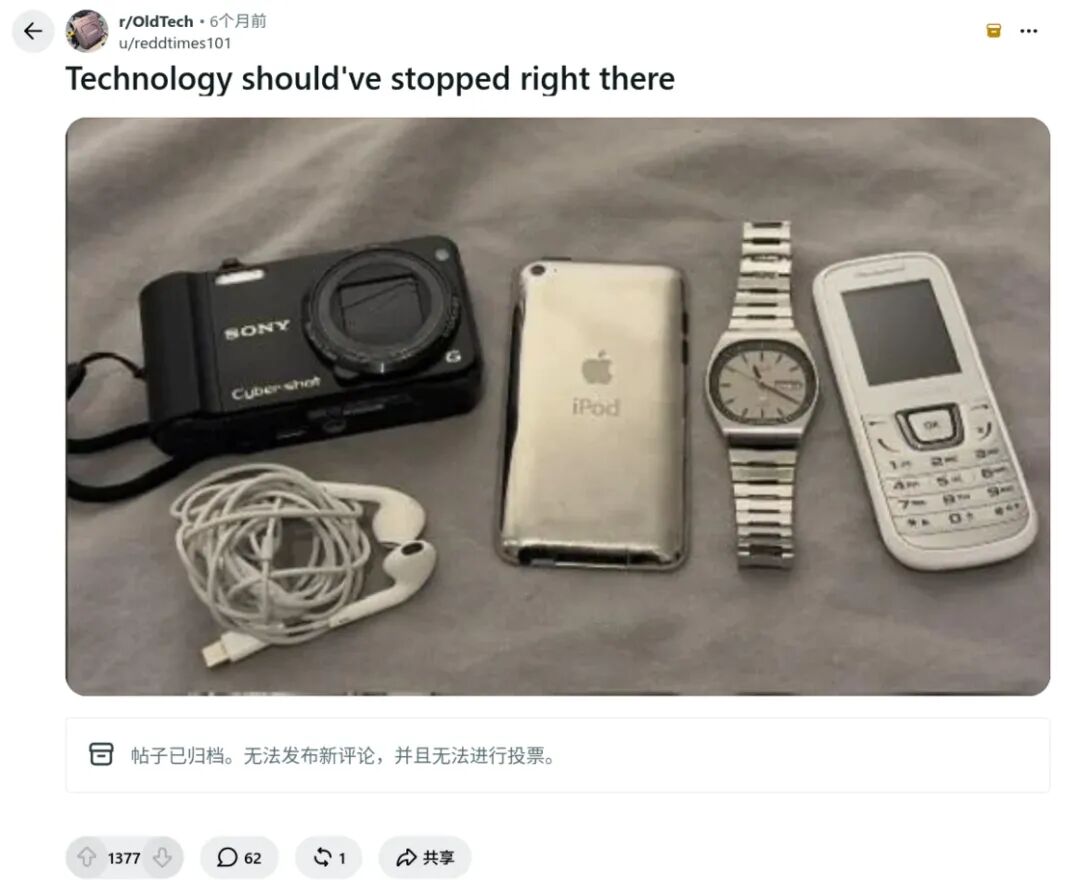 r/OldTech • 6个月前
u/reddtimes101
Technology should've stopped right there
SONY
Cyber-shot
G
iPod
OK
帖子已归档。无法发布新评论，并且无法进行投票。
1377
62
1
共享